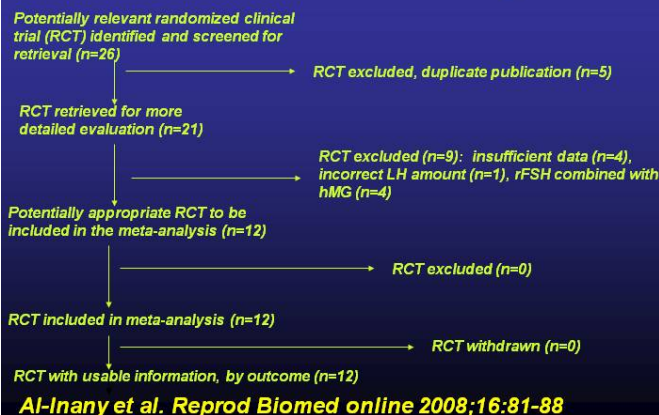 Potentially relevant randomized clinical
trial (RCT) identified and screened for
retrieval (n=26)
RCT excluded, duplicate publication (n=5)
RCT retrieved for more
detailed evaluation (n=21)
RCT excluded (n=9): insufficient data (n=4),
incorrect LH amount (n=1), rFSH combined with
hMG (n=4)
Potentially appropriate RCT to be
included in the meta-analysis (n=12)
RCT excluded (n=0)
RCT included in meta-analysis (n=12)
RCT withdrawn (n=0)
RCT with usable information, by outcome (n=12)
Al-Inany et al. Reprod Biomed online 2008;16:81-88